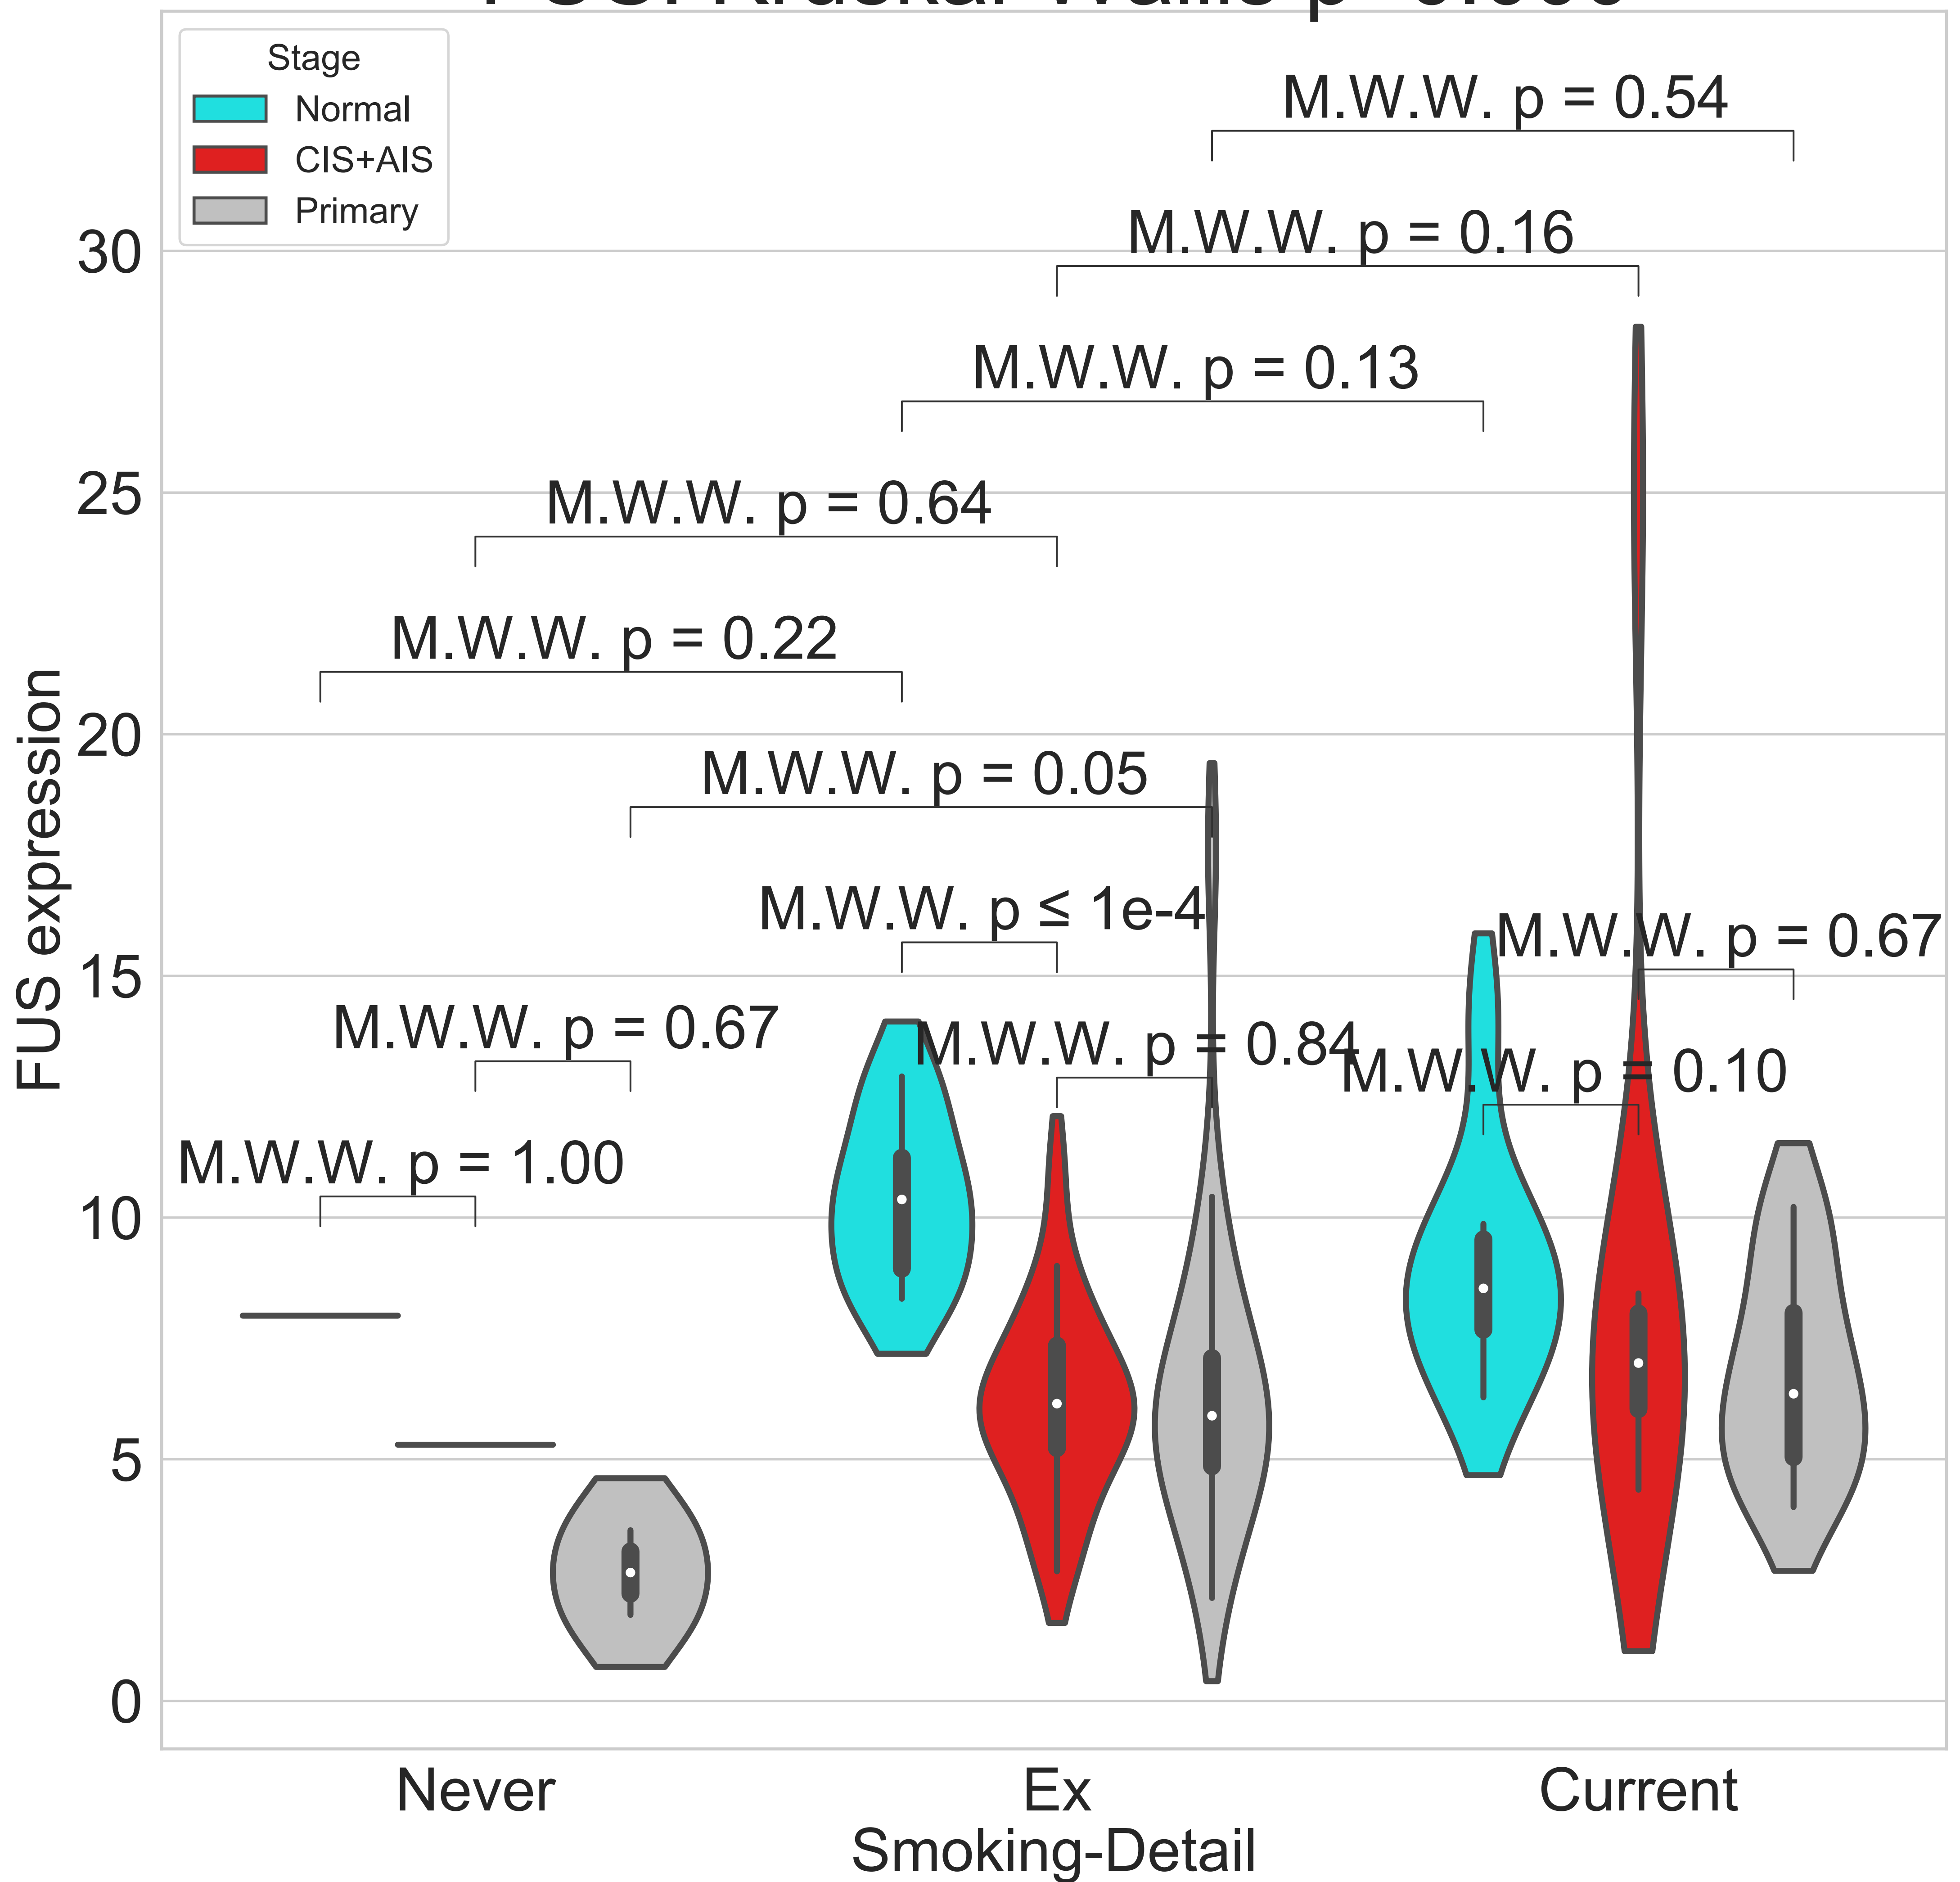 Stage
Normal
CIS+AIS
Primary
M.W.W. p = 0.54
M.W.W. p = 0.16
M.W.W. p = 0.13
M.W.W. p = 0.64
M.W.W. p = 0.22
M.W.W. p = 0.05
M.W.W. p ≤ 1e-4
M.W.W. p = 0.67
M.W.W. p = 0.67
M.W.W. p = 0.84
M.W.W. p = 0.10
M.W.W. p = 1.00
FUS expression
30
25
20
15
10
5
0
Never
Ex
Current
Smoking-Detail